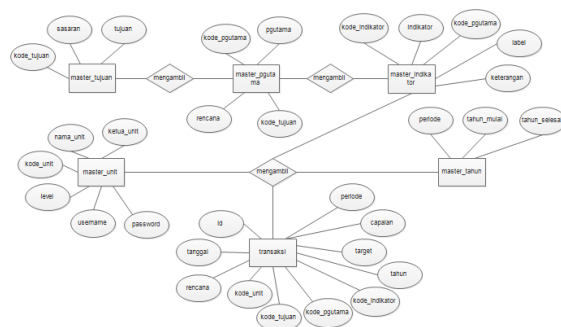 sasaran
tujuan
kode_tujuan
master_tujuan
mengambil
kode_pgutama
pgutama
master_pguta
ma
rencana
kode_tujuan
mengambil
kode_indikator
indikator
kode_pgutama
label
keterangan
master_indika
tor
nama_unit
ketua_unit
kode_unit
master_unit
level
username
password
mengambil
periode
tahun_mulai
tahun_selesai
master_tahun
id
periode
capaian
tanggal
transaksi
target
rencana
tahun
kode_unit
kode_indikator
kode_tujuan
kode_pgutama